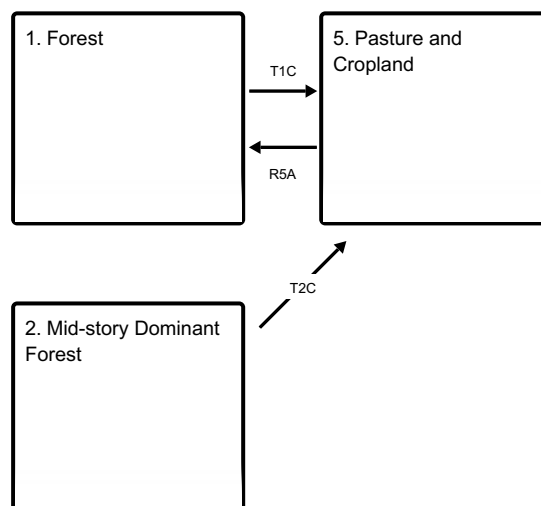 1. Forest
5. Pasture and
Cropland
T1C
R5A
T2C
2. Mid-story Dominant
Forest